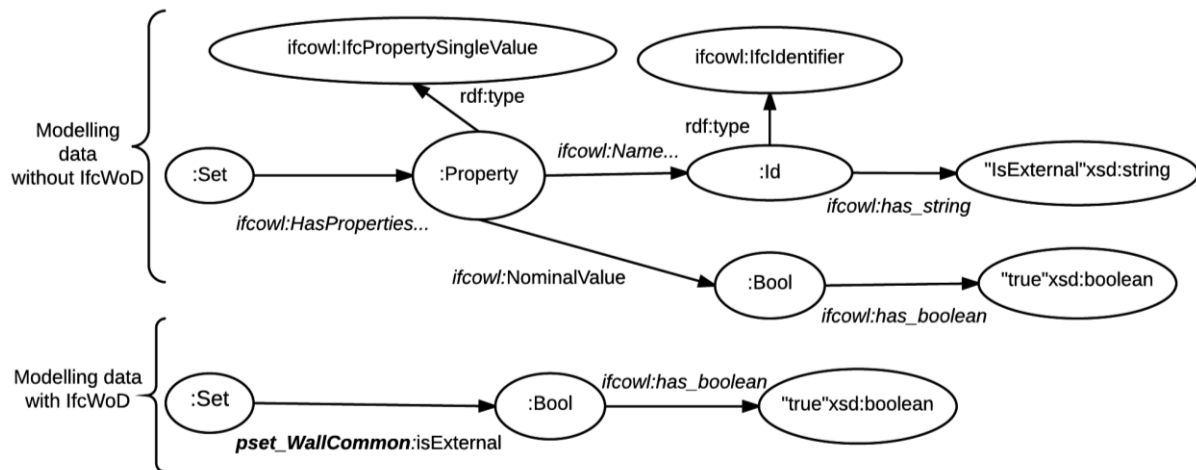 ifcowl:IfcPropertySingleValue
ifcowl:IfcIdentifier
rdf:type
rdf:type
Modelling
data
without IfcWoD
:Set
:Property
ifcowl:Name...
:Id
"IsExternal"xsd:string
ifcowl:HasProperties...
ifcowl:has_string
ifcowl:NominalValue
:Bool
"true"xsd:boolean
ifcowl:has_boolean
Modelling data
with IfcWoD
:Set
:Bool
ifcowl:has_boolean
"true"xsd:boolean
pset_WallCommon:isExternal